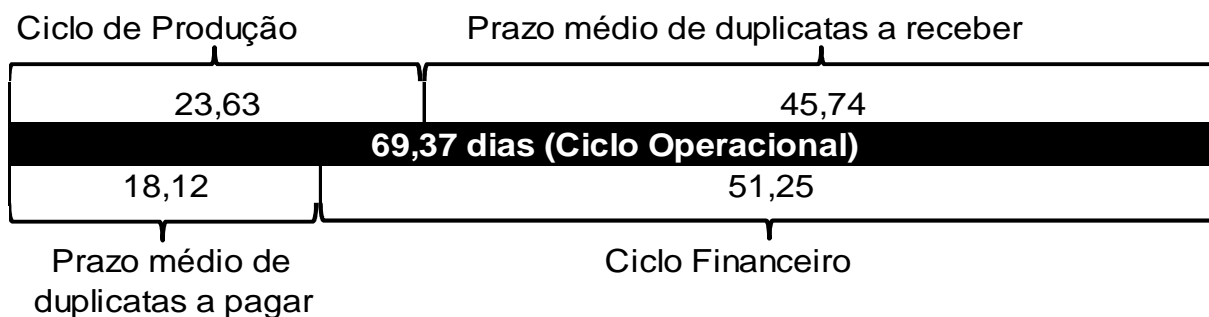 Ciclo de Produção
Prazo médio de duplicatas a receber
23,63
45,74
69,37 dias (Ciclo Operacional)
18,12
51,25
Prazo médio de
duplicatas a pagar
Ciclo Financeiro